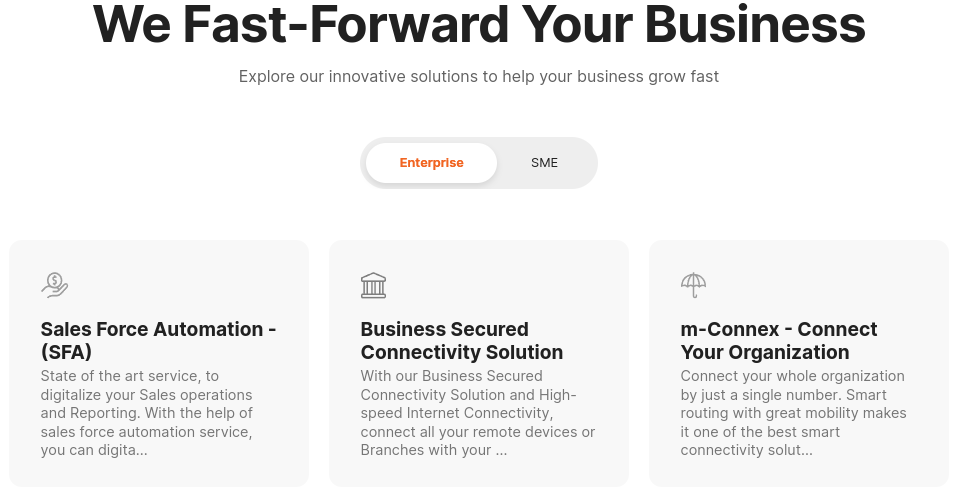 We Fast-Forward Your Business
Explore our innovative solutions to help your business grow fast
Enterprise
SME
Sales Force Automation -
(SFA)
State of the art service, to
digitalize your Sales operations
and Reporting. With the help of
sales force automation service,
you can digita...
Business Secured
Connectivity Solution
With our Business Secured
Connectivity Solution and High-
speed Internet Connectivity,
connect all your remote devices or
Branches with your ...
m-Connex - Connect
Your Organization
Connect your whole organization
by just a single number. Smart
routing with great mobility makes
it one of the best smart
connectivity solut...